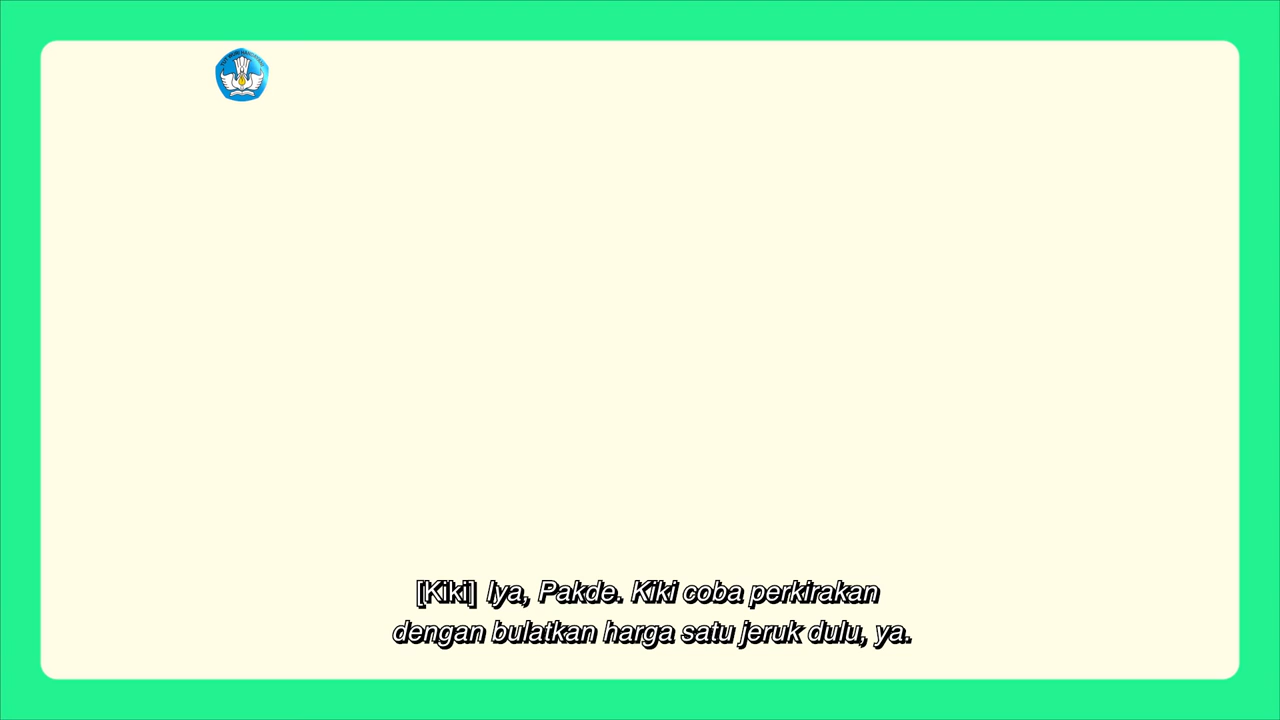 [Kiki] Iya, Pakde. Kiki coba perkirakan
dengan bulatkan harga satu jeruk dulu, ya.